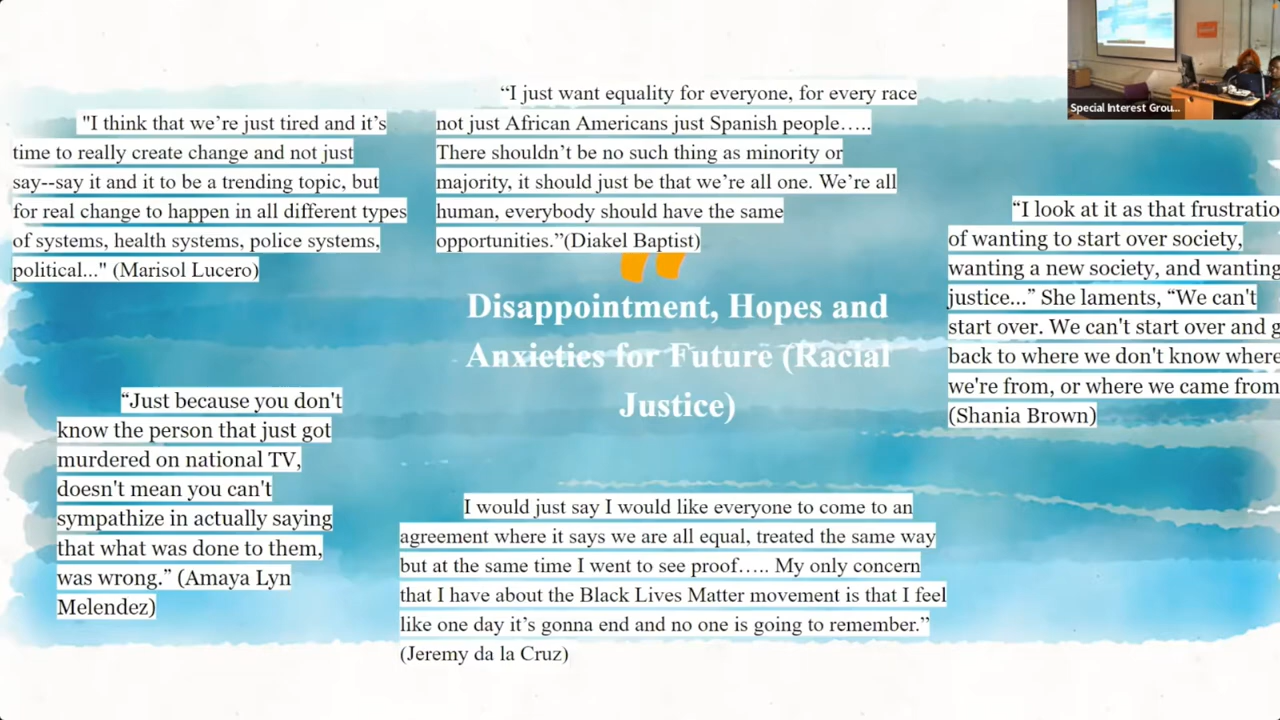 "I think that we're just tired and it's
time to really create change and not just
say--say it and it to be a trending topic, but
for real change to happen in all different types
of systems, health systems, police systems,
political..." (Marisol Lucero)
“I just want equality for everyone, for every race
not just African Americans just Spanish people…..
There shouldn’t be no such thing as minority or
majority, it should just be that we’re all one. We’re all
human, everybody should have the same
opportunities.”(Diakel Baptist)
“I look at it as that frustratio
of wanting to start over society,
wanting a new society, and wanting
justice...” She laments, “We can't
start over. We can't start over and g
back to where we don't know where
we're from, or where we came from
(Shania Brown)
Disappointment, Hopes and
Anxieties for Future (Racial
Justice)
“Just because you don't
know the person that just got
murdered on national TV,
doesn't mean you can't
sympathize in actually saying
that what was done to them,
was wrong.” (Amaya Lyn
Melendez)
I would just say I would like everyone to come to an
agreement where it says we are all equal, treated the same way
but at the same time I went to see proof….. My only concern
that I have about the Black Lives Matter movement is that I feel
like one day it’s gonna end and no one is going to remember.”
(Jeremy da la Cruz)
Special Interest Grou...